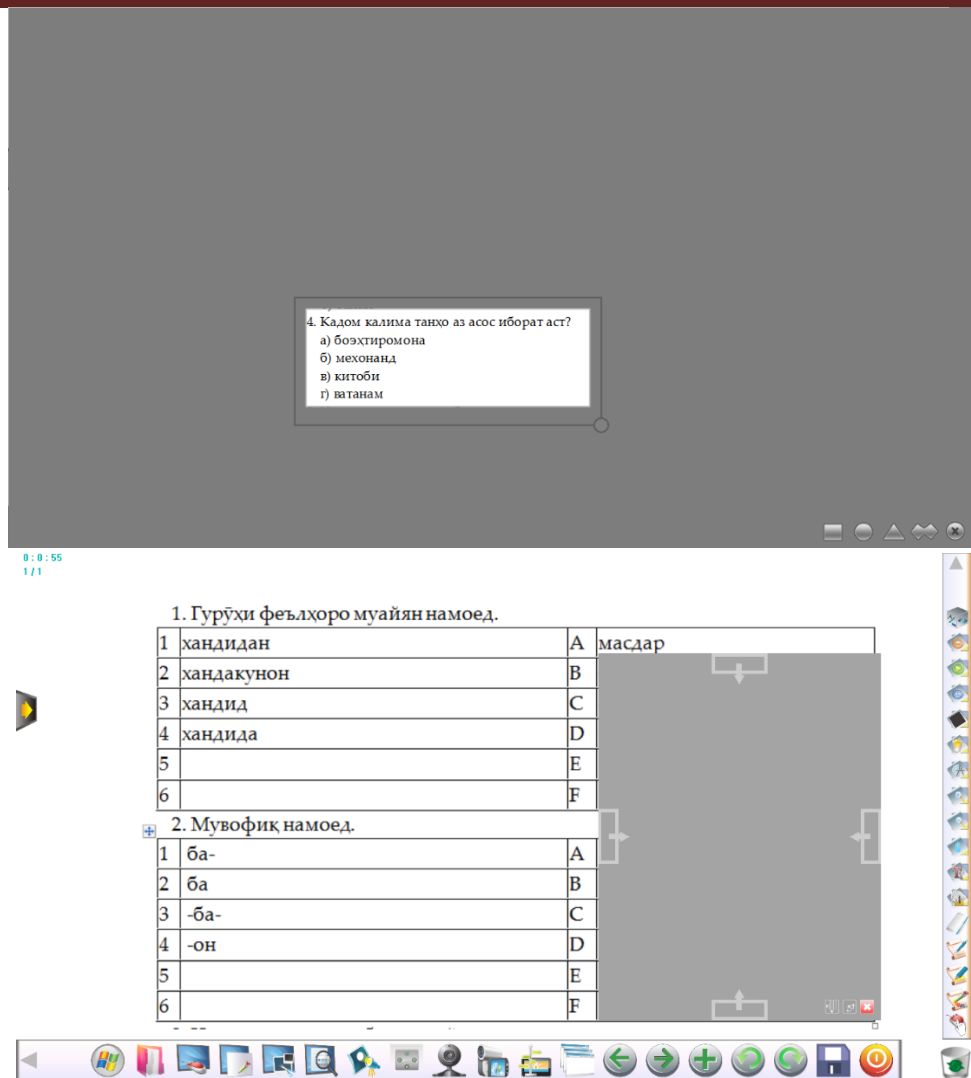 4. Кадом калима танҳо аз асос иборат аст?
а) боэҳтиромона
б) мехонанд
в) китоби
г) ватанам
0:0:55
1/1
1. Гурӯҳи феълҳоро муайян намоед.
1 хандидан A масдар
2 хандакунон B
3 хандид C
4 хандида D
5 E
6 F
2. Мувофиқ намоед.
1 ба- A
2 ба B
3 -ба- C
4 -он D
5 E
6 F